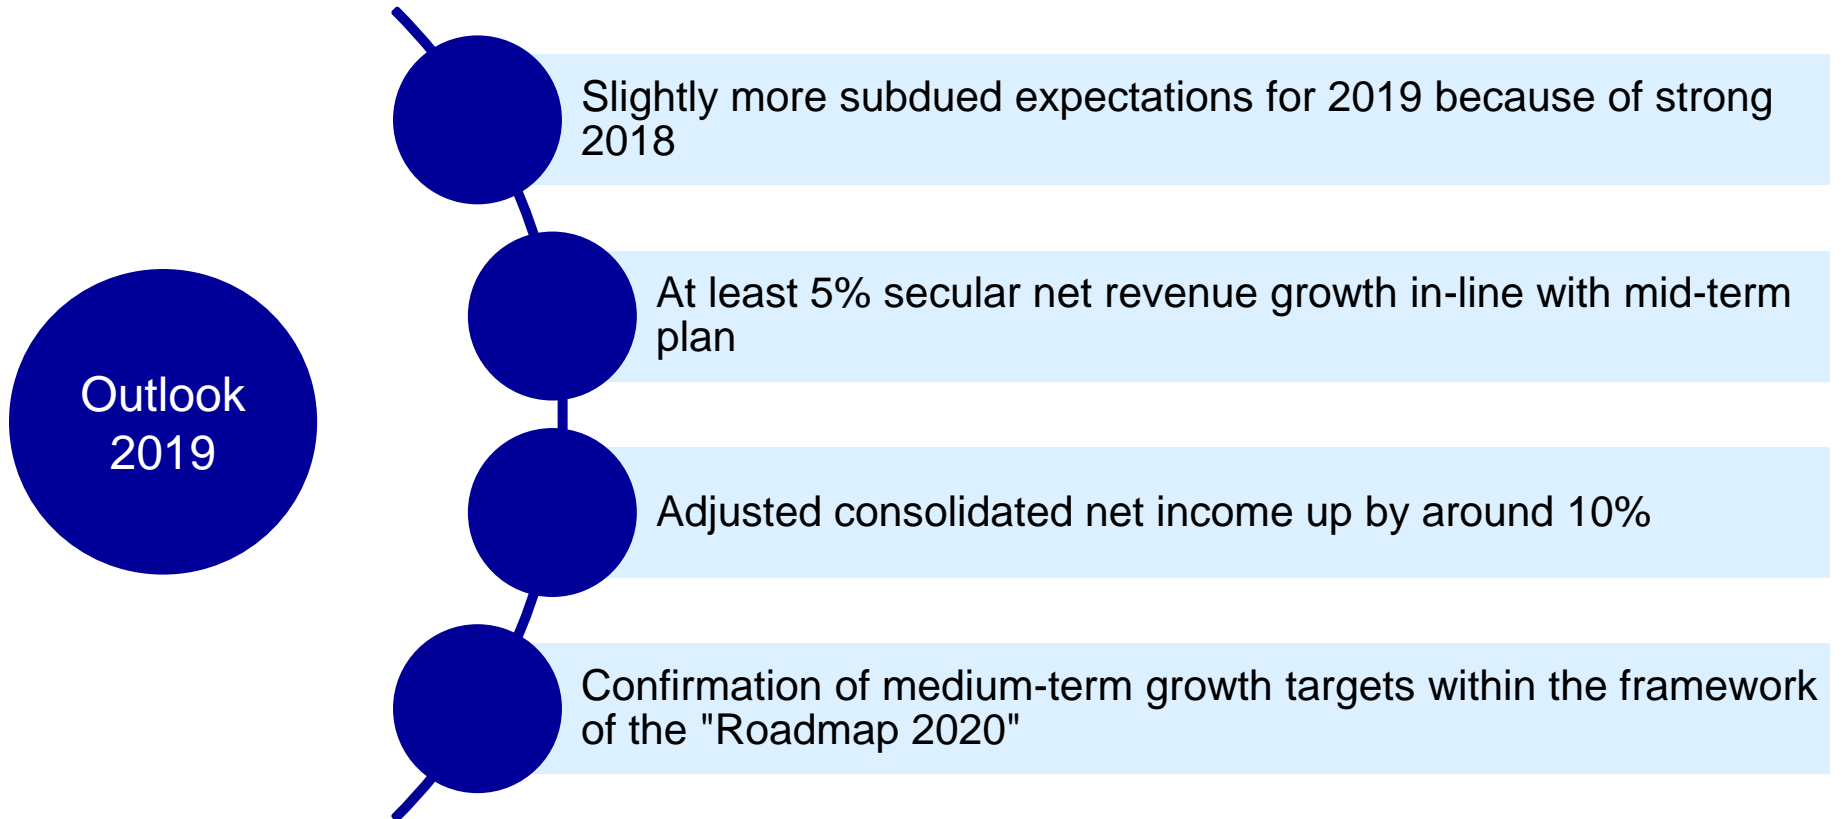 Outlook
2019
Slightly more subdued expectations for 2019 because of strong
2018
At least 5% secular net revenue growth in-line with mid-term
plan
Adjusted consolidated net income up by around 10%
Confirmation of medium-term growth targets within the framework
of the "Roadmap 2020"